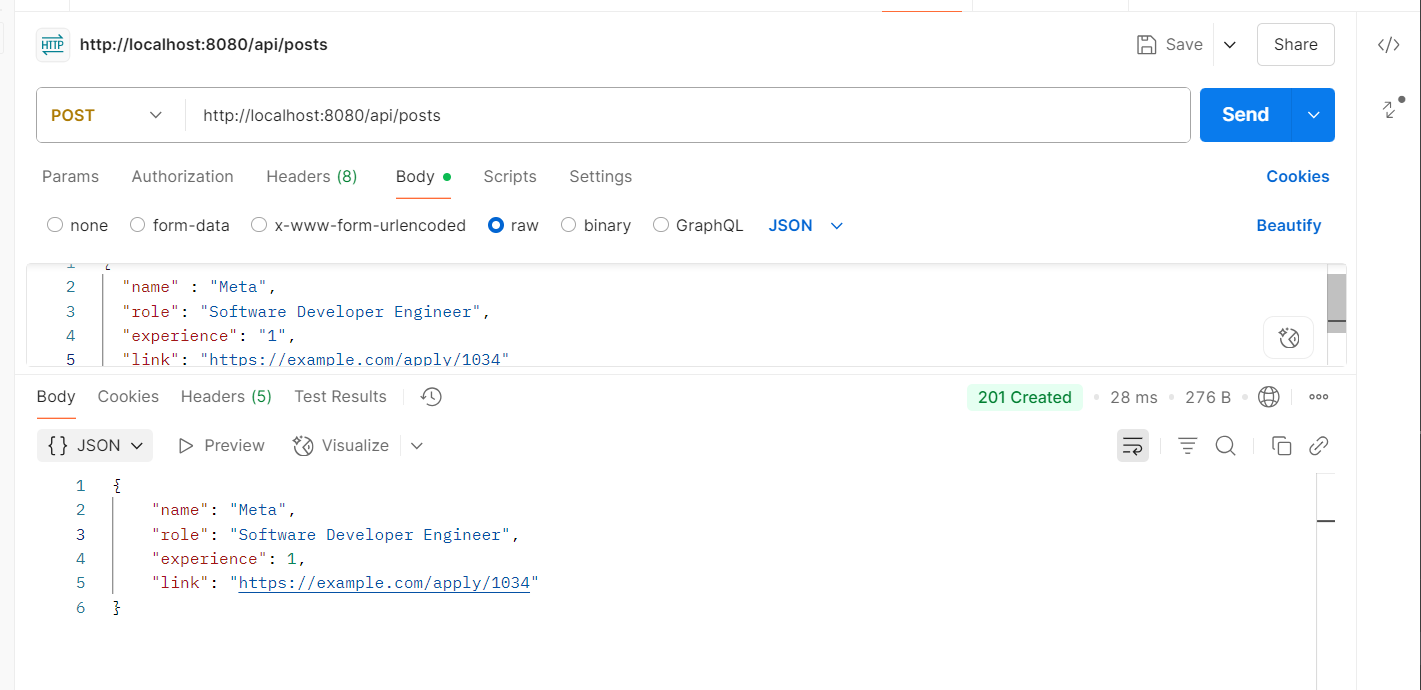 HTTP http://localhost:8080/api/posts Save Share
POST http://localhost:8080/api/posts Send
Params Authorization Headers (8) Body Scripts Settings Cookies
none form-data x-www-form-urlencoded raw binary GraphQL JSON Beautify
1 {
2 "name" : "Meta",
3 "role": "Software Developer Engineer",
4 "experience": "1",
5 "link": "https://example.com/apply/1034"
Body Cookies Headers (5) Test Results 201 Created • 28 ms • 276 B •
{} JSON Preview Visualize
1 {
2 "name": "Meta",
3 "role": "Software Developer Engineer",
4 "experience": 1,
5 "link": "https://example.com/apply/1034"
6 }